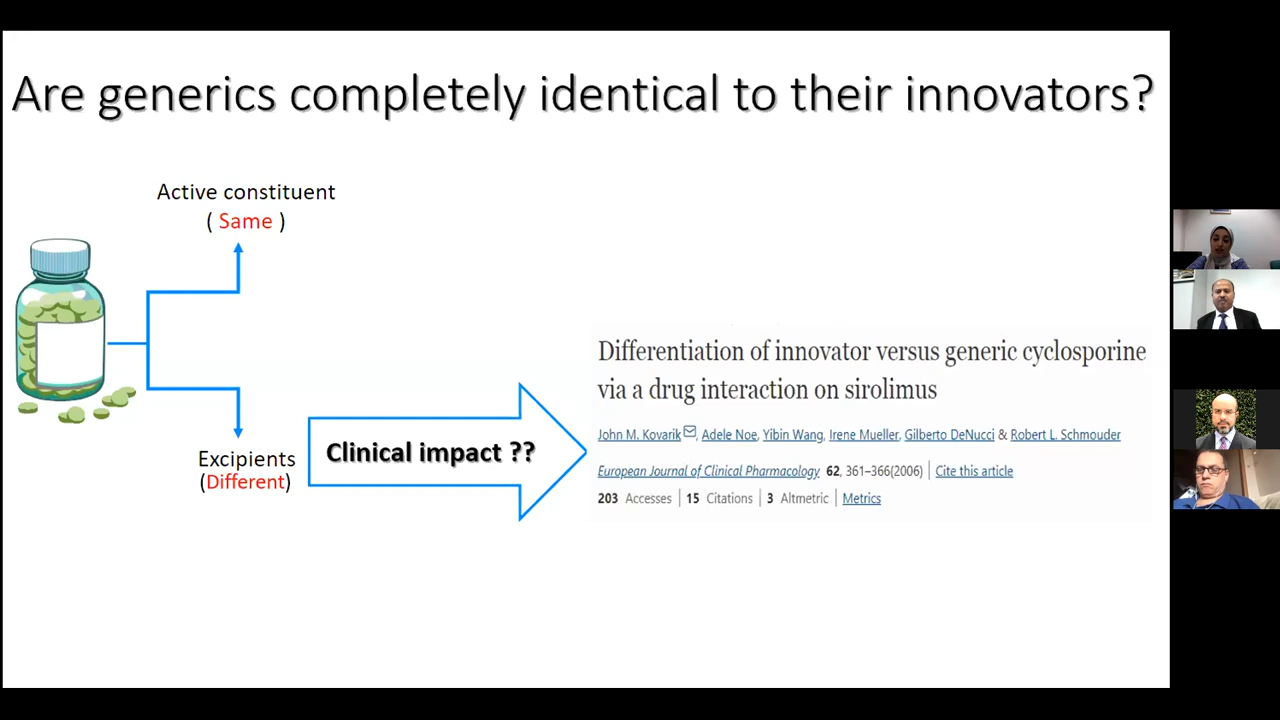 Are generics completely identical to their innovators?
Active constituent
( Same )
Excipients
(Different)
Clinical impact ??
Differentiation of innovator versus generic cyclosporine
via a drug interaction on sirolimus
John M. Kovarik, Adele Noe, Yibin Wang, Irene Mueller, Gilberto DeNucci & Robert L. Schmouder
European Journal of Clinical Pharmacology 62, 361–366(2006) | Cite this article
203 Accesses | 15 Citations | 3 Altmetric | Metrics